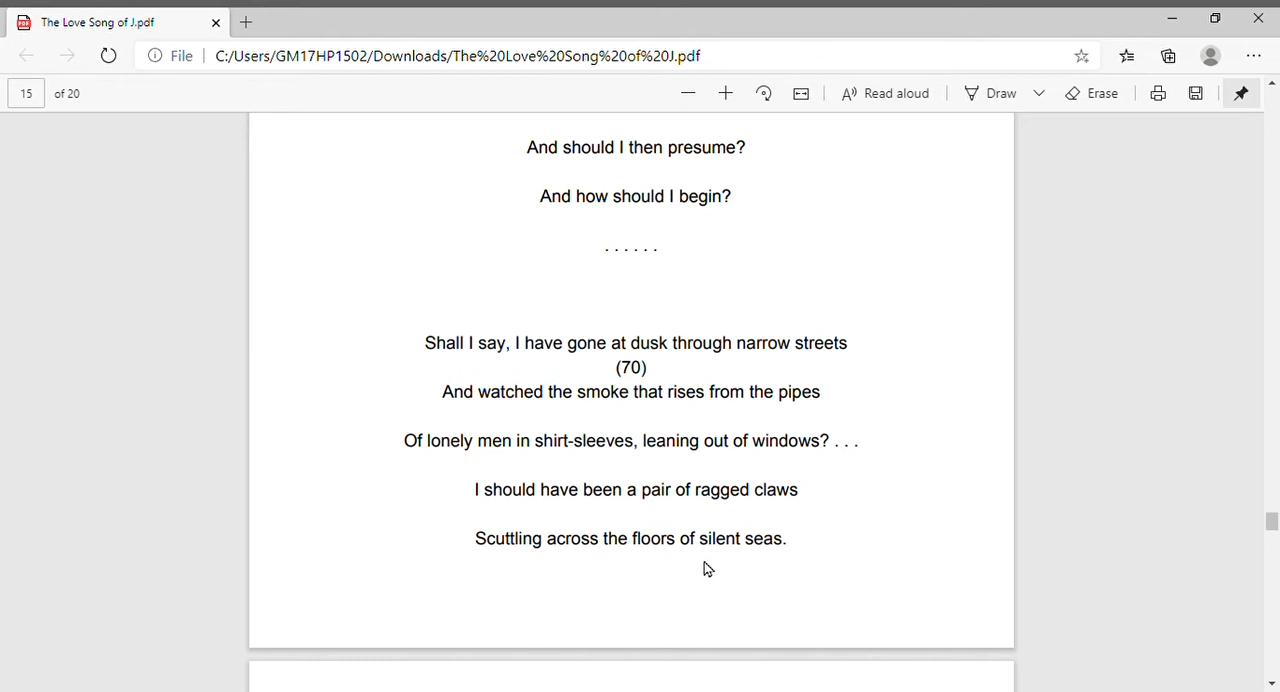 The Love Song of J.pdf
File | C:/Users/GM17HP1502/Downloads/The%20Love%20Song%20of%20J.pdf
15 of 20
Read aloud
Draw
Erase
And should I then presume?
And how should I begin?
. . . . . .
Shall I say, I have gone at dusk through narrow streets
(70)
And watched the smoke that rises from the pipes
Of lonely men in shirt-sleeves, leaning out of windows? . . .
I should have been a pair of ragged claws
Scuttling across the floors of silent seas.